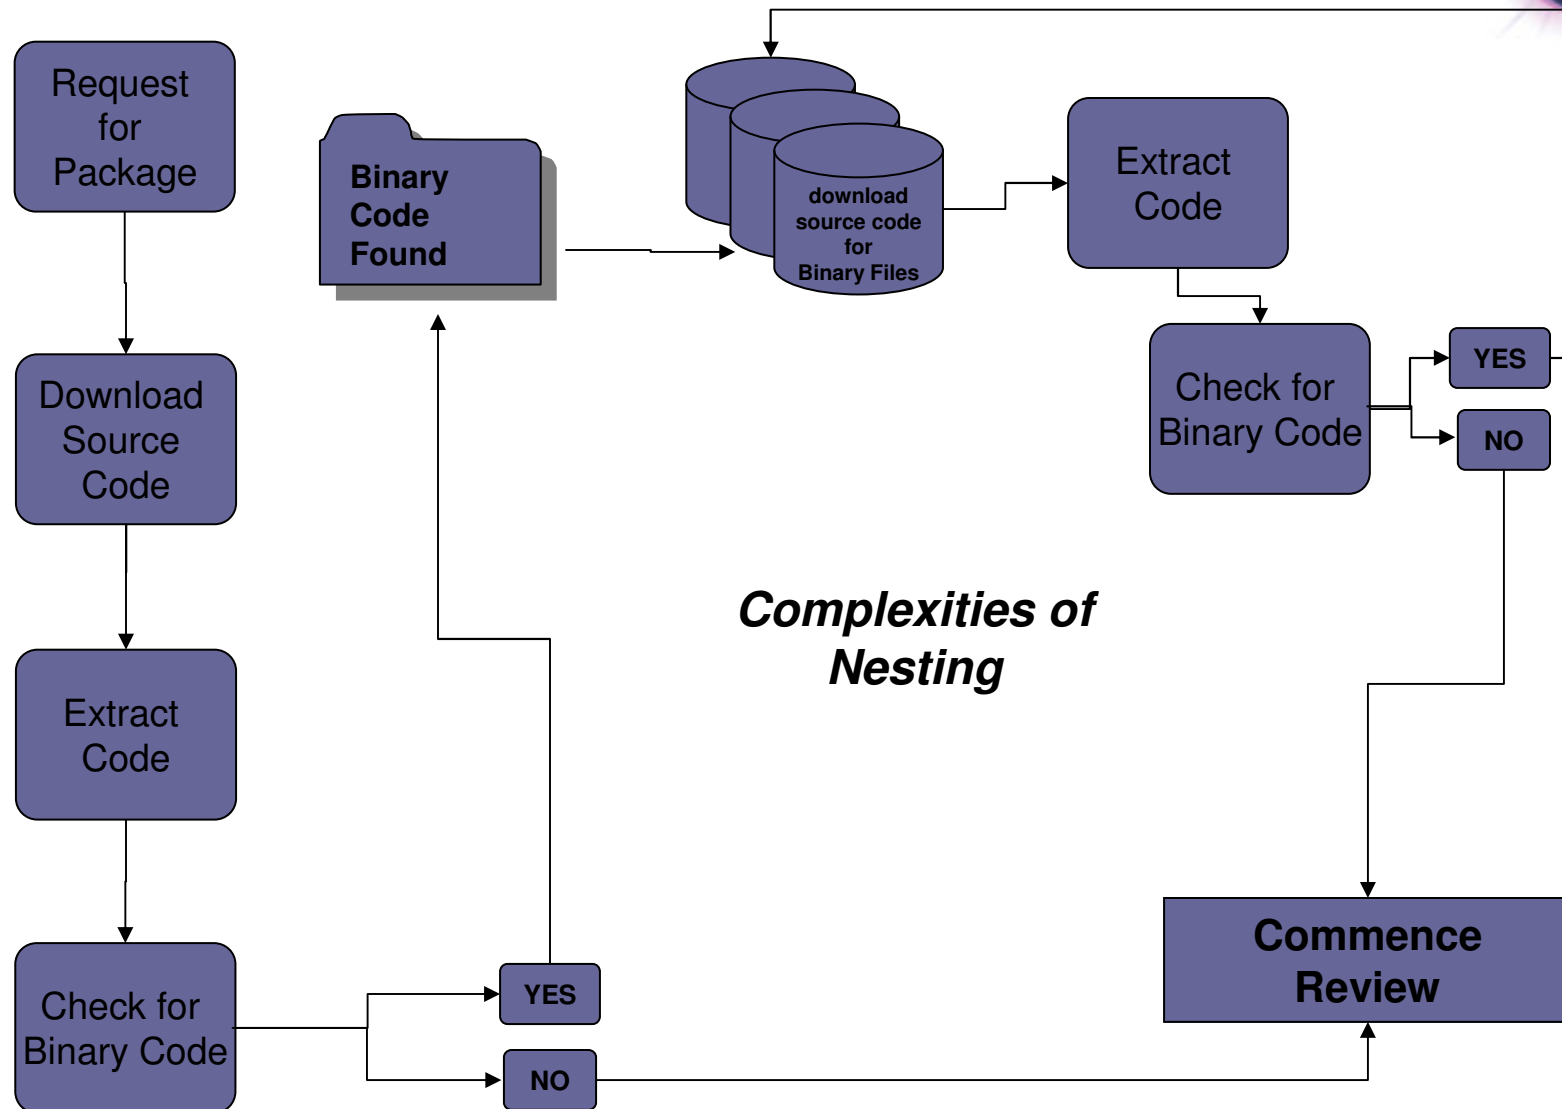 Request
for
Package
Download
Source
Code
Extract
Code
Check for
Binary Code
YES
NO
Binary
Code
Found
download
source code
for
Binary Files
Extract
Code
Check for
Binary Code
YES
NO
Complexities of
Nesting
Commence
Review